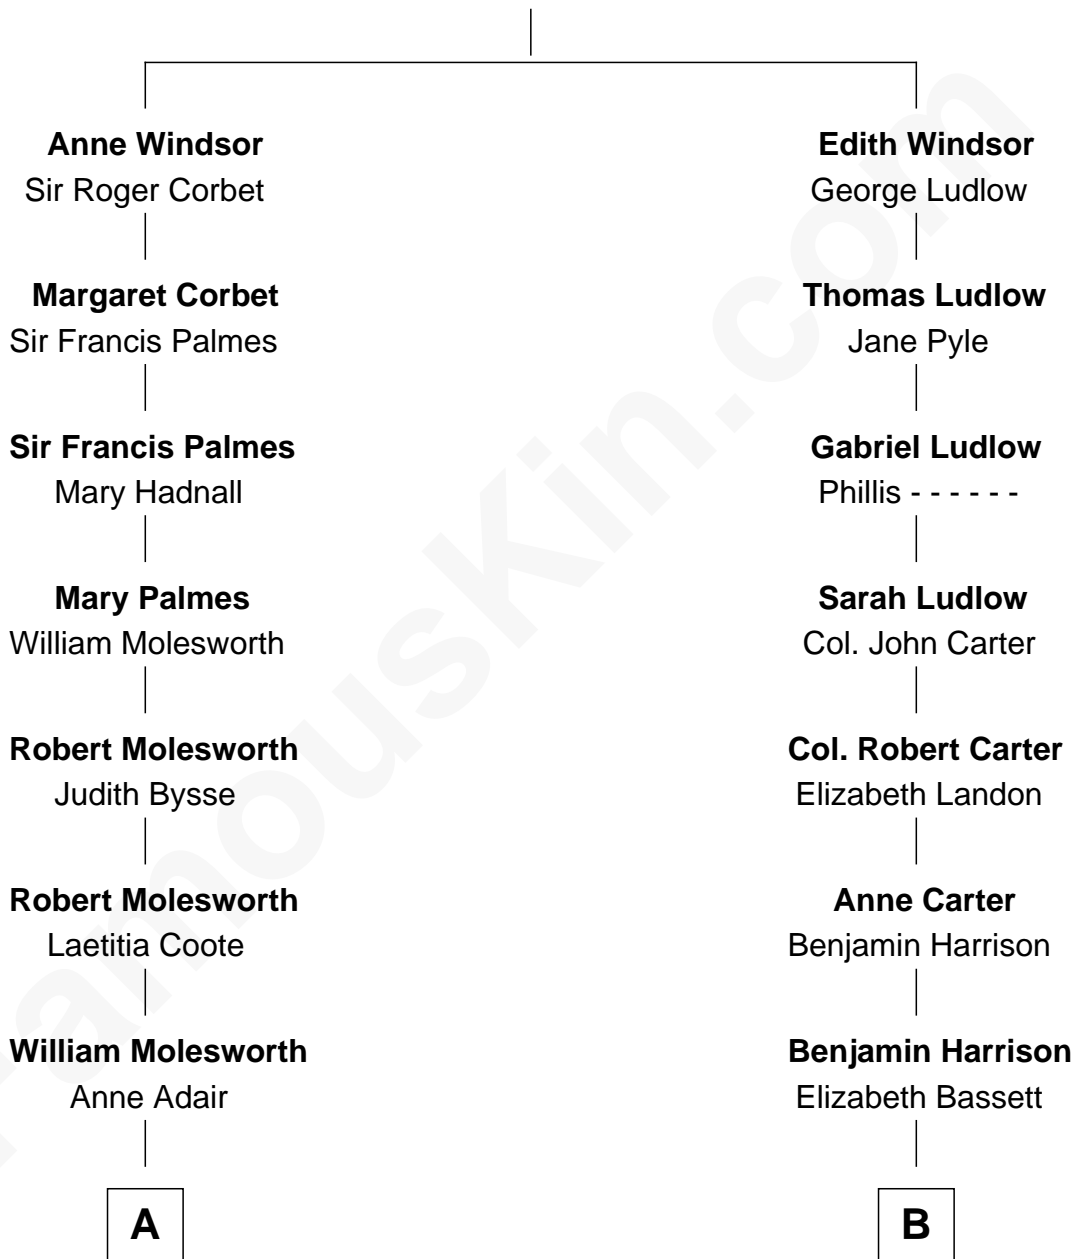 Anne Windsor
Sir Roger Corbet
Margaret Corbet
Sir Francis Palmes
Sir Francis Palmes
Mary Hadnall
Mary Palmes
William Molesworth
Robert Molesworth
Judith Bysse
Robert Molesworth
Laetitia Coote
William Molesworth
Anne Adair
A
Edith Windsor
George Ludlow
Thomas Ludlow
Jane Pyle
Gabriel Ludlow
Phillis - - - - - -
Sarah Ludlow
Col. John Carter
Col. Robert Carter
Elizabeth Landon
Anne Carter
Benjamin Harrison
Benjamin Harrison
Elizabeth Bassett
B
FamousKin.com